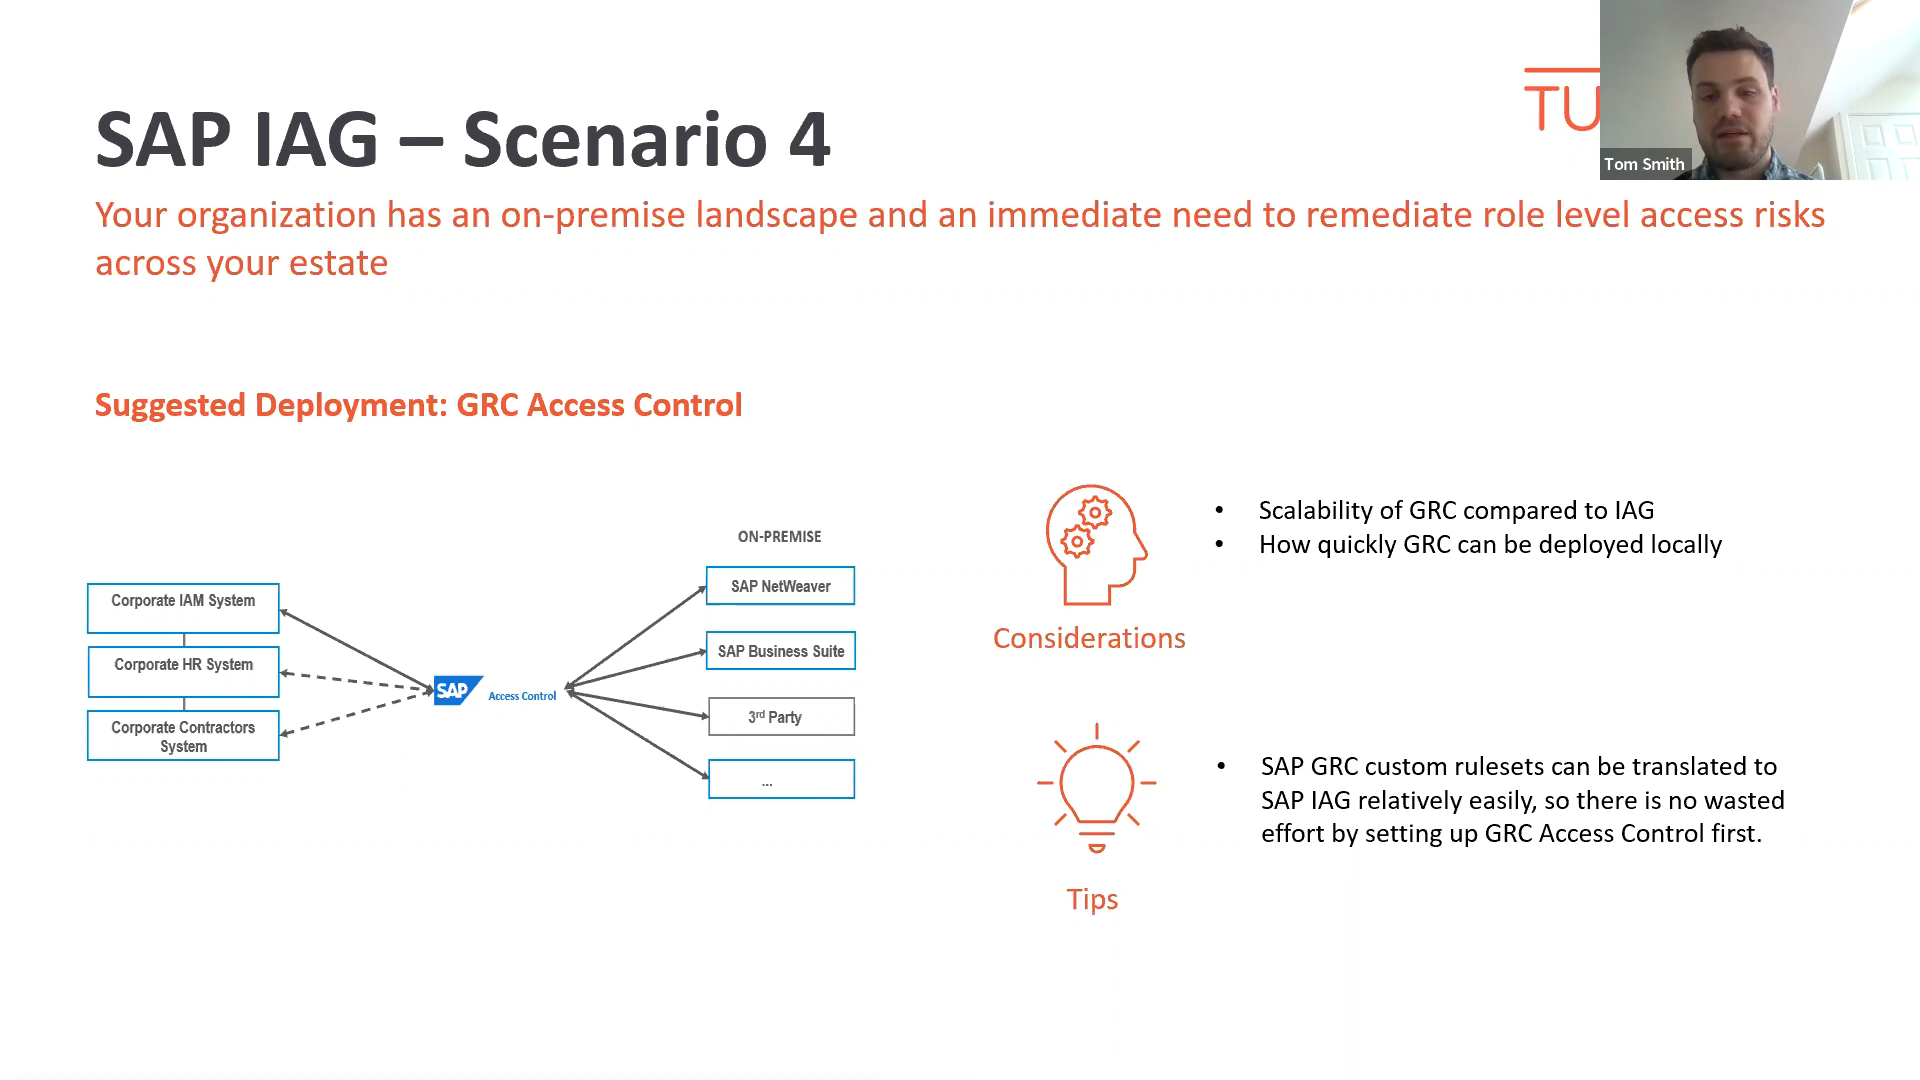 SAP IAG – Scenario 4
TU
Tom Smith
Your organization has an on-premise landscape and an immediate need to remediate role level access risks
across your estate
Suggested Deployment: GRC Access Control
ON-PREMISE
Corporate IAM System
Corporate HR System
Corporate Contractors
System
SAP
Access Control
SAP NetWeaver
SAP Business Suite
3rd Party
...
• Scalability of GRC compared to IAG
• How quickly GRC can be deployed locally
Considerations
• SAP GRC custom rulesets can be translated to
SAP IAG relatively easily, so there is no wasted
effort by setting up GRC Access Control first.
Tips